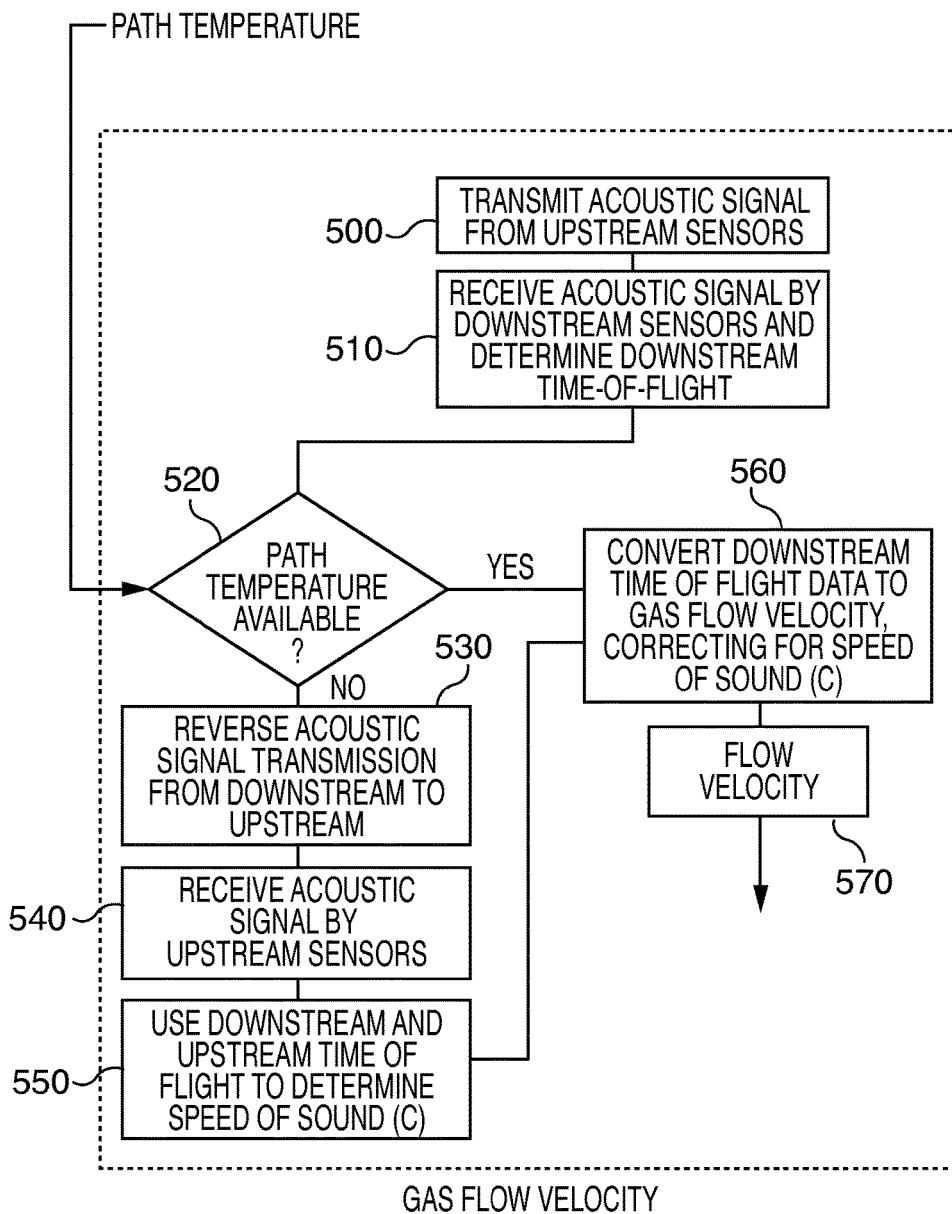 PATH TEMPERATURE
500
TRANSMIT ACOUSTIC SIGNAL
FROM UPSTREAM SENSORS
510
RECEIVE ACOUSTIC SIGNAL BY
DOWNSTREAM SENSORS AND
DETERMINE DOWNSTREAM
TIME-OF-FLIGHT
520
PATH
TEMPERATURE
AVAILABLE
?
YES
NO
560
CONVERT DOWNSTREAM
TIME OF FLIGHT DATA TO
GAS FLOW VELOCITY,
CORRECTING FOR SPEED
OF SOUND (C)
530
REVERSE ACOUSTIC
SIGNAL TRANSMISSION
FROM DOWNSTREAM TO
UPSTREAM
FLOW
VELOCITY
570
540
RECEIVE ACOUSTIC
SIGNAL BY
UPSTREAM SENSORS
550
USE DOWNSTREAM AND
UPSTREAM TIME OF
FLIGHT TO DETERMINE
SPEED OF SOUND (C)
GAS FLOW VELOCITY